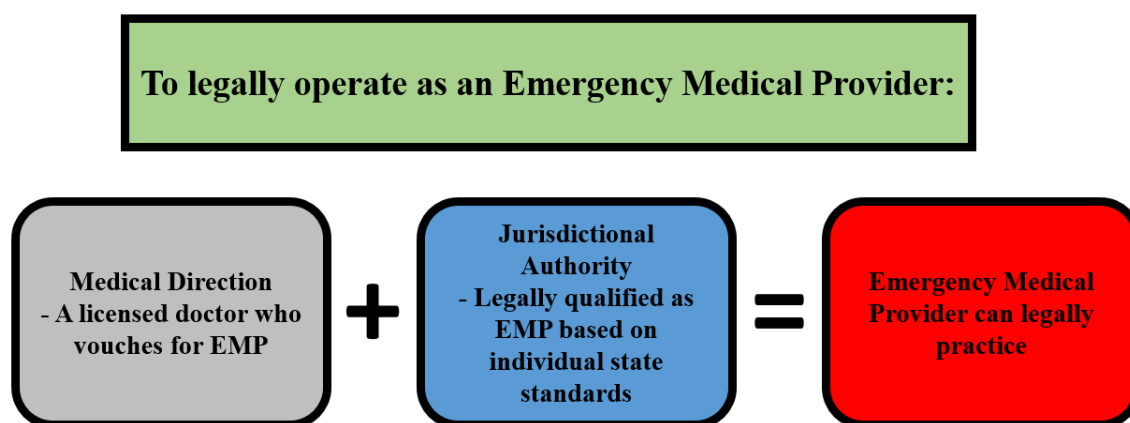 To legally operate as an Emergency Medical Provider:
Medical Direction
- A licensed doctor who
vouches for EMP
+
Jurisdictional
Authority
- Legally qualified as
EMP based on
individual state
standards
=
Emergency Medical
Provider can legally
practice